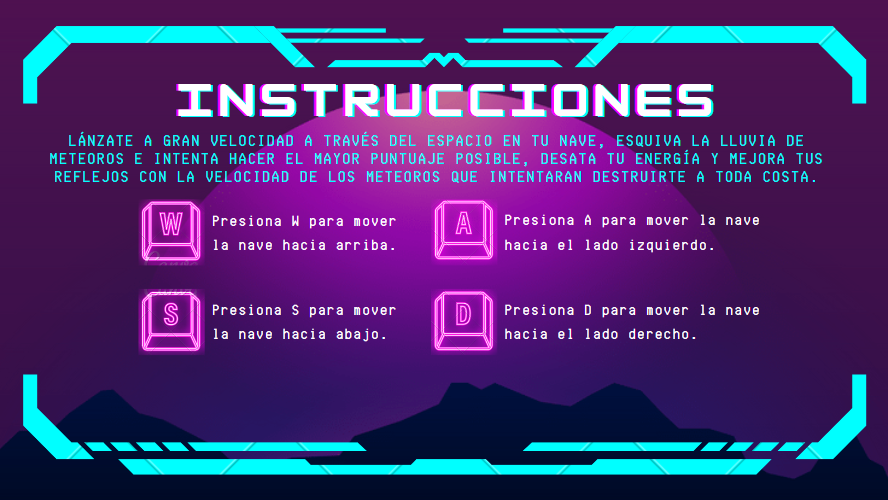 INSTRUCCIONES
LÁNZATE A GRAN VELOCIDAD A TRAVÉS DEL ESPACIO EN TU NAVE, ESQUIVA LA LLUVIA DE
METEOROS E INTENTA HACER EL MAYOR PUNTUAJE POSIBLE, DESATA TU ENERGÍA Y MEJORA TUS
REFLEJOS CON LA VELOCIDAD DE LOS METEOROS QUE INTENTARAN DESTRUIRTE A TODA COSTA.
W
Presiona W para mover
la nave hacia arriba.
A
Presiona A para mover la nave
hacia el lado izquierdo.
S
Presiona S para mover
la nave hacia abajo.
D
Presiona D para mover la nave
hacia el lado derecho.